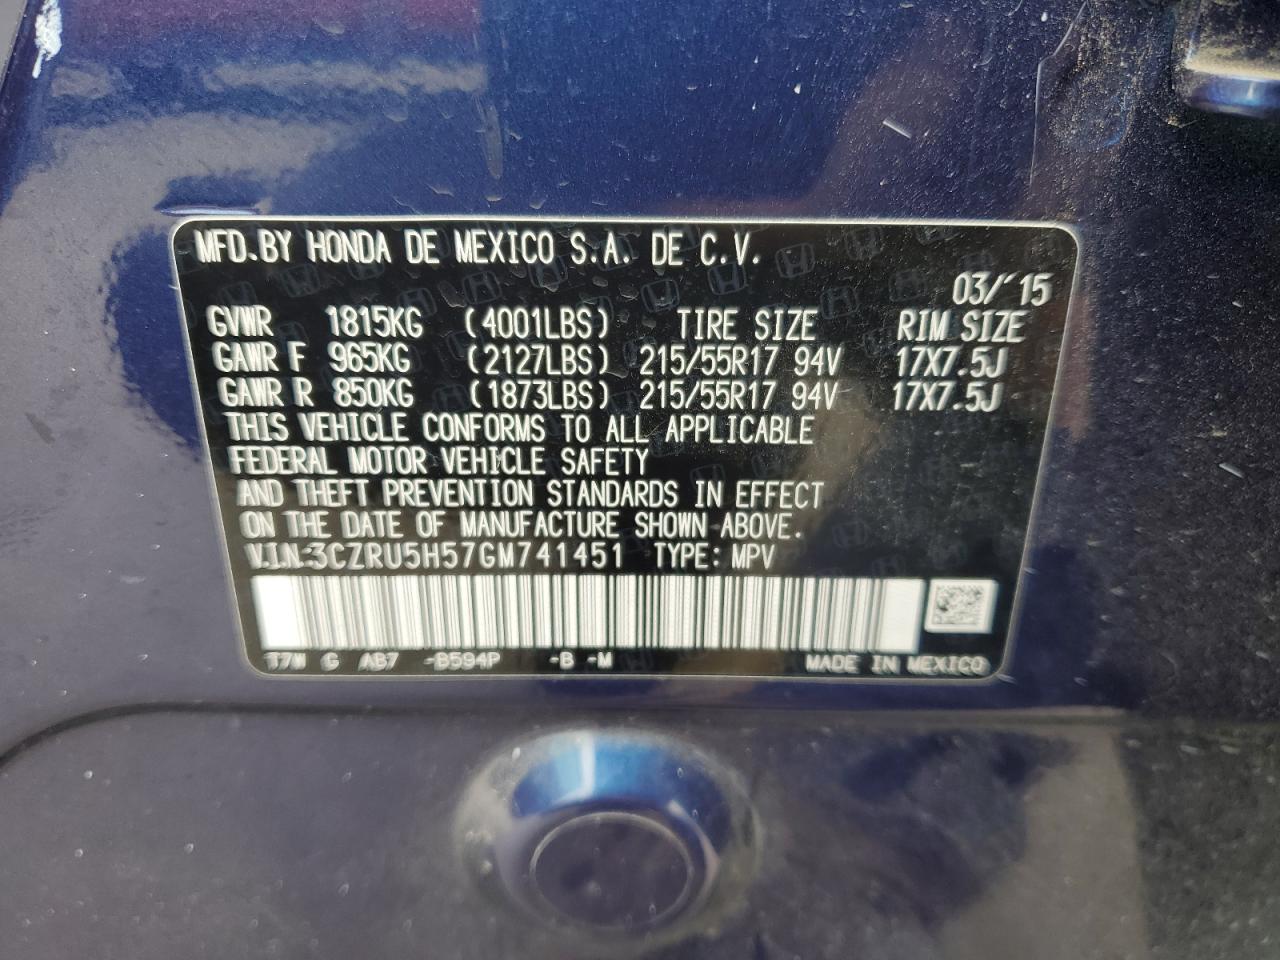 MFD.BY HONDA DE MEXICO S.A. DE C.V.
03/'15
GVWR 1815KG (4001LBS) TIRE SIZE RIM SIZE
GAWR F 965KG (2127LBS) 215/55R17 94V 17X7.5J
GAWR R 850KG (1873LBS) 215/55R17 94V 17X7.5J
THIS VEHICLE CONFORMS TO ALL APPLICABLE
FEDERAL MOTOR VEHICLE SAFETY
AND THEFT PREVENTION STANDARDS IN EFFECT
ON THE DATE OF MANUFACTURE SHOWN ABOVE.
V.I.N:3CZRU5H57GM741451 TYPE: MPV
T7W G AB7 -B594P -B -M MADE IN MEXICO